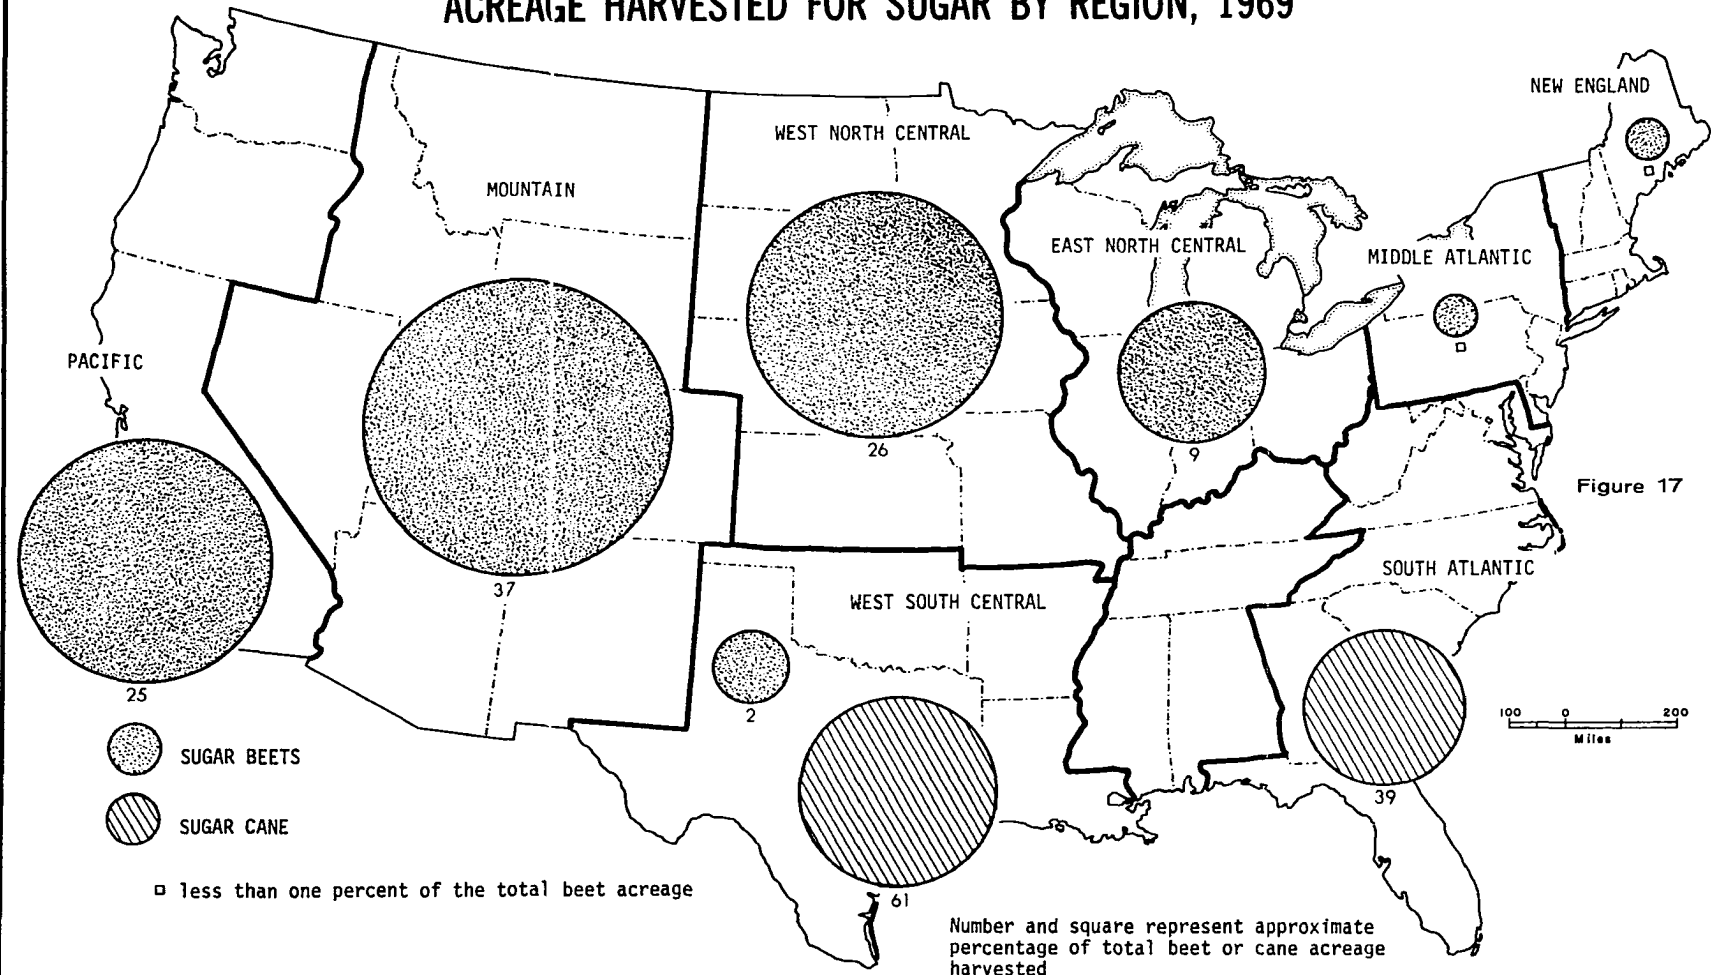 ACREAGE HARVESTED FOR SUGAR BY REGION, 1969
NEW ENGLAND
WEST NORTH CENTRAL
MOUNTAIN
EAST NORTH CENTRAL
MIDDLE ATLANTIC
PACIFIC
26
9
Figure 17
SOUTH ATLANTIC
37
WEST SOUTH CENTRAL
25
2
100 0 200
Miles
SUGAR BEETS
39
SUGAR CANE
□ less than one percent of the total beet acreage
61
Number and square represent approximate
percentage of total beet or cane acreage
harvested